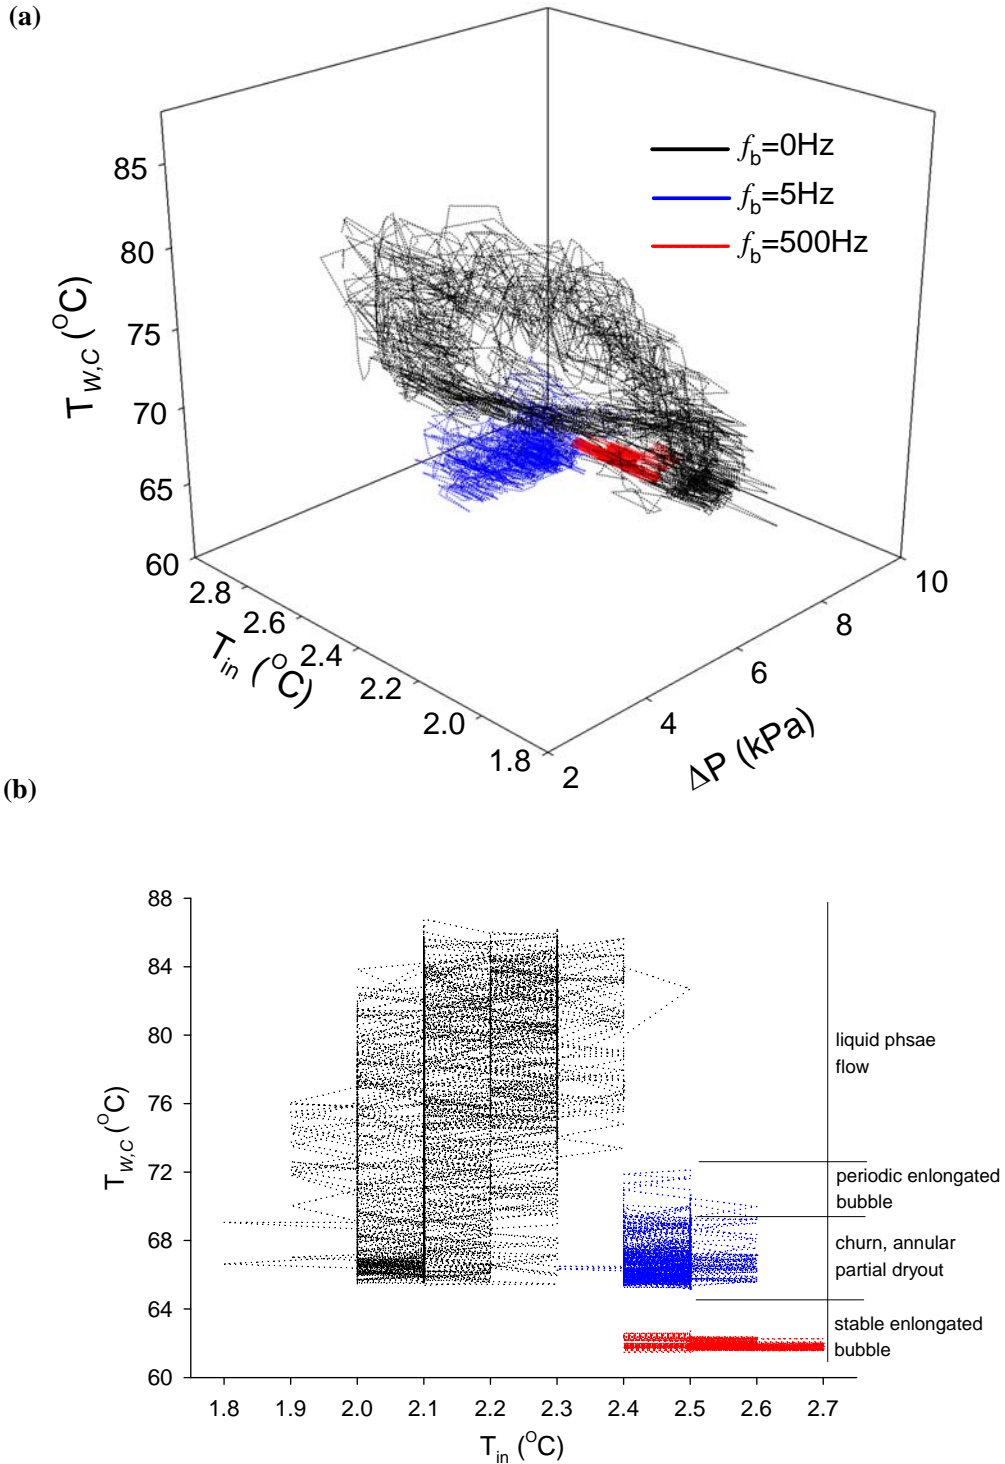 (a)
f_b=0Hz
f_b=5Hz
f_b=500Hz
85
80
75
70
65
60
T_W,C (°C)
2.8
2.6
2.4
2.2
2.0
1.8
T_in (°C)
2
4
6
8
10
ΔP (kPa)
(b)
88
84
80
76
72
68
64
60
T_W,C (°C)
liquid phsae
flow
periodic enlongated
bubble
churn, annular
partial dryout
stable enlongated
bubble
1.8 1.9 2.0 2.1 2.2 2.3 2.4 2.5 2.6 2.7
T_in (°C)